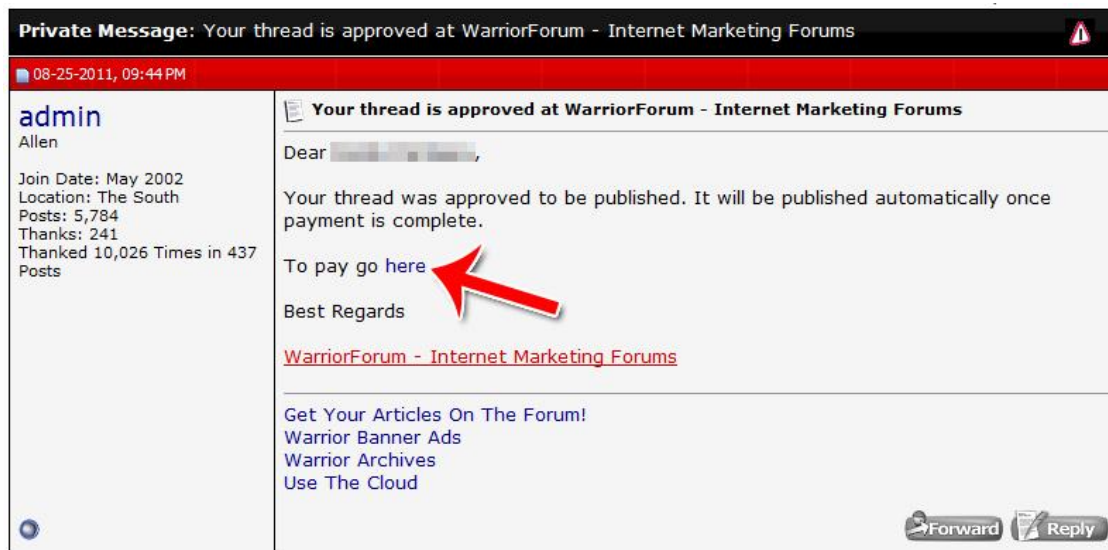 Private Message: Your thread is approved at WarriorForum - Internet Marketing Forums
08-25-2011, 09:44 PM
admin
Allen
Join Date: May 2002
Location: The South
Posts: 5,784
Thanks: 241
Thanked 10,026 Times in 437
Posts
Your thread is approved at WarriorForum - Internet Marketing Forums
Dear ,
Your thread was approved to be published. It will be published automatically once
payment is complete.
To pay go here
Best Regards
WarriorForum - Internet Marketing Forums
Get Your Articles On The Forum!
Warrior Banner Ads
Warrior Archives
Use The Cloud
Forward Reply